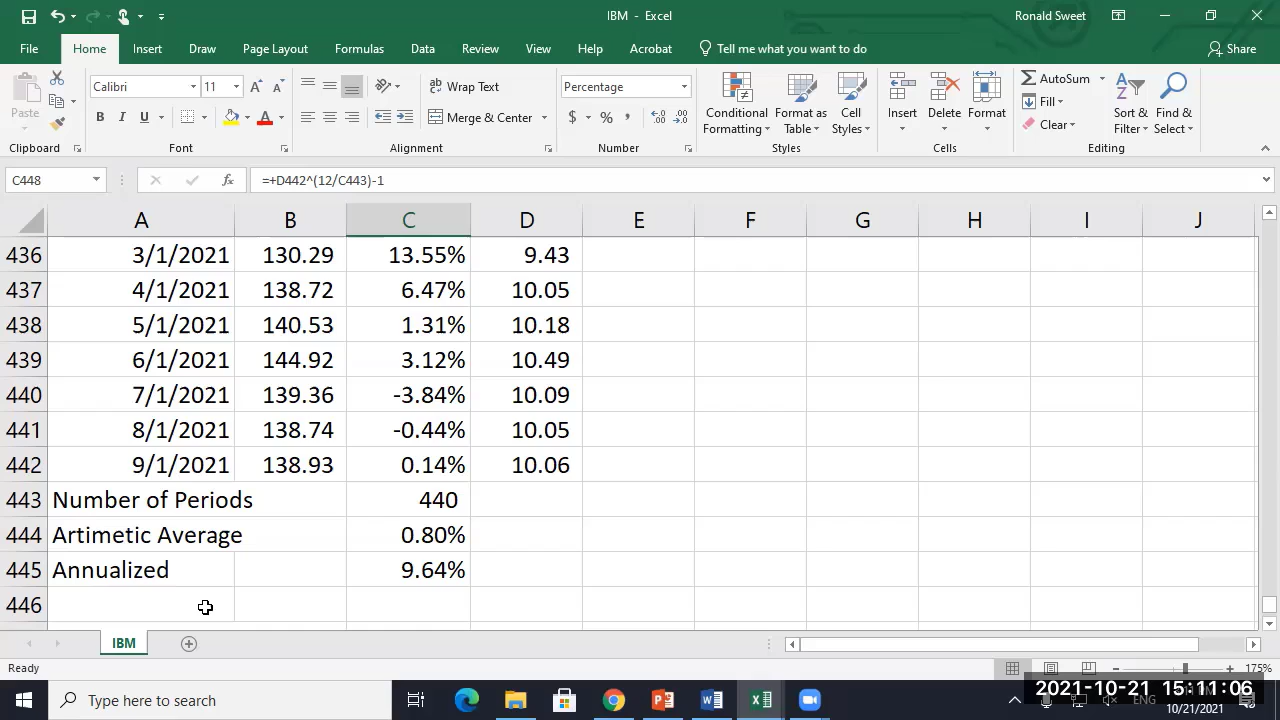 IBM - Excel
Ronald Sweet
File Home Insert Draw Page Layout Formulas Data Review View Help Acrobat Tell me what you want to do Share
Paste
Calibri 11
B I U
Wrap Text
Merge & Center
Percentage
$ % ,
Conditional Formatting
Format as Table
Cell Styles
Insert
Delete
Format
AutoSum
Fill
Clear
Sort & Filter
Find & Select
Clipboard Font Alignment Number Styles Cells Editing
C448 fx =+D442^(12/C443)-1
A B C D E F G H I J
436 3/1/2021 130.29 13.55% 9.43
437 4/1/2021 138.72 6.47% 10.05
438 5/1/2021 140.53 1.31% 10.18
439 6/1/2021 144.92 3.12% 10.49
440 7/1/2021 139.36 -3.84% 10.09
441 8/1/2021 138.74 -0.44% 10.05
442 9/1/2021 138.93 0.14% 10.06
443 Number of Periods 440
444 Artimetic Average 0.80%
445 Annualized 9.64%
446
IBM
Ready 175%
Type here to search
2021-10-21 15:11:06
ENG
10/21/2021